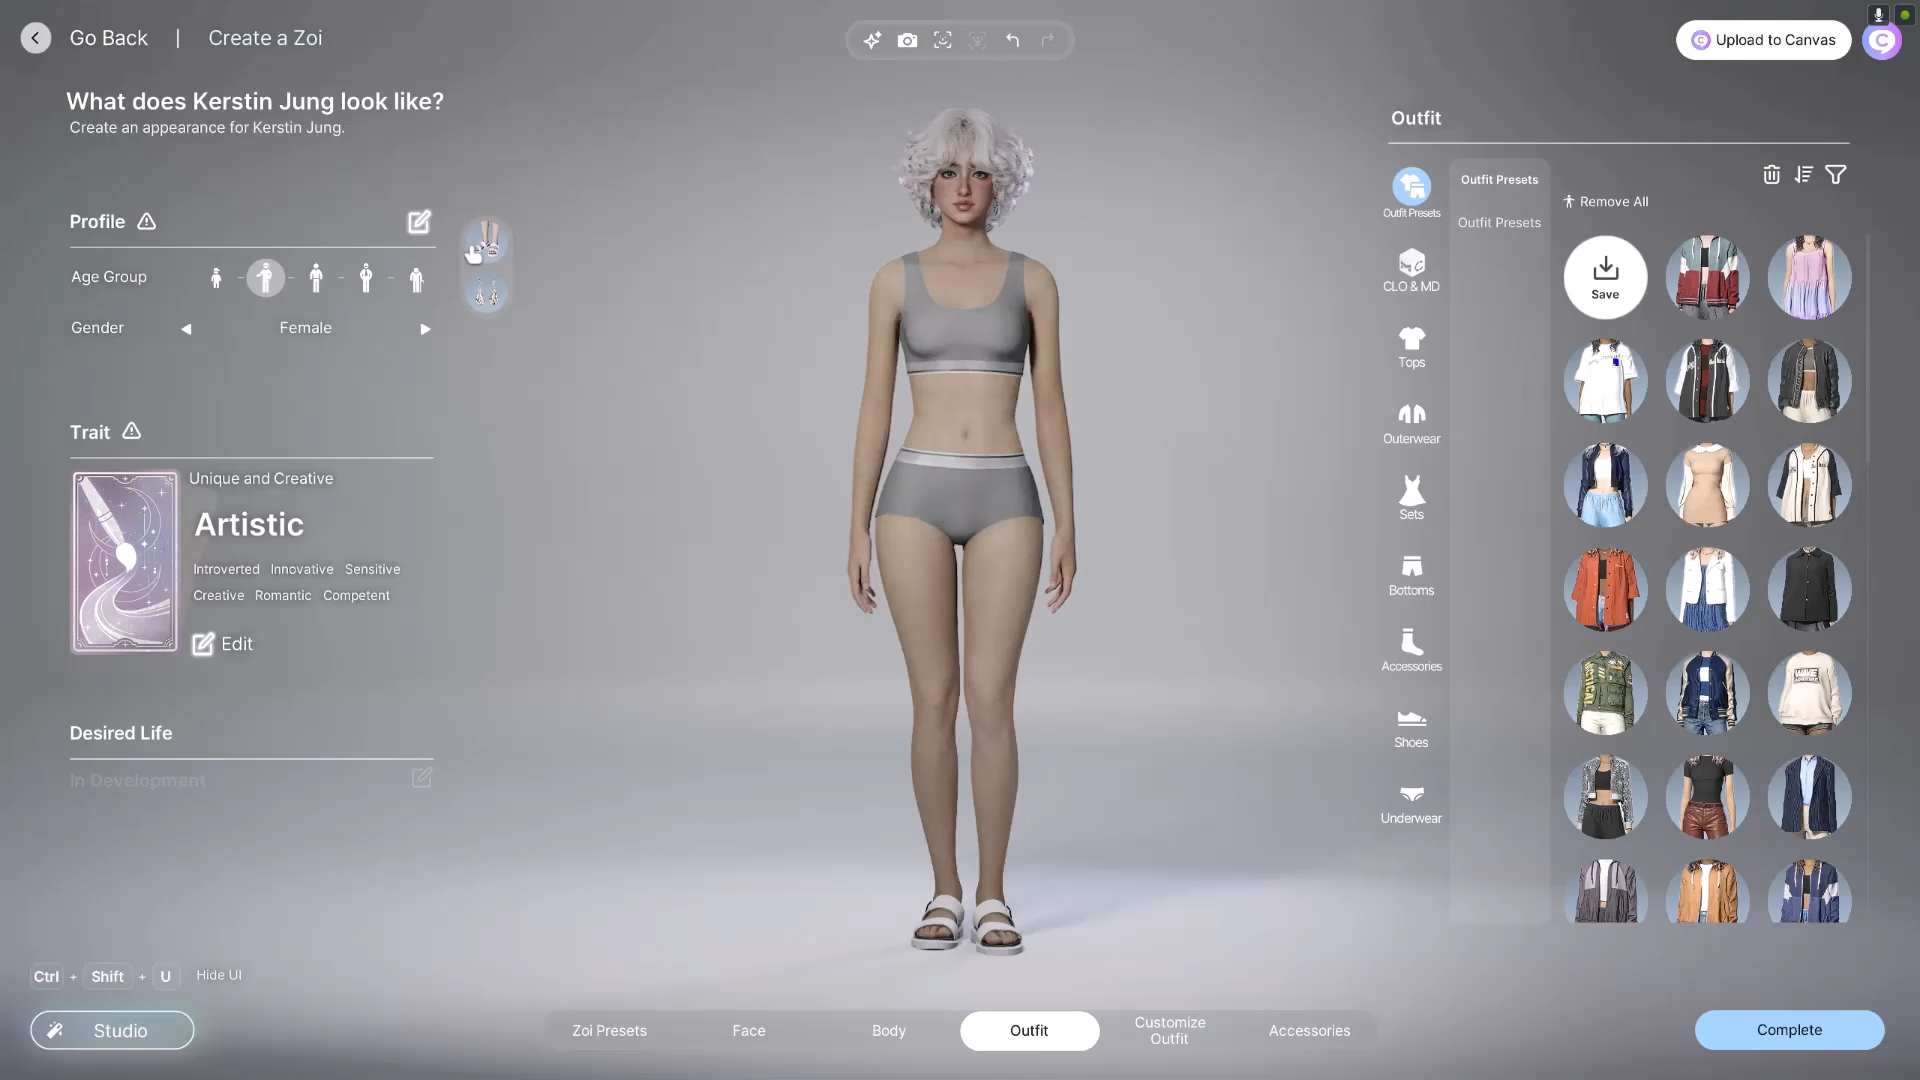 Go Back | Create a Zoi
Upload to Canvas
What does Kerstin Jung look like?
Create an appearance for Kerstin Jung.
Profile
Age Group
Gender
Female
Trait
Unique and Creative
Artistic
Introverted Innovative Sensitive
Creative Romantic Competent
Edit
Desired Life
In Development
Ctrl + Shift + U Hide UI
Studio
Zoi Presets
Face
Body
Outfit
Customize
Outfit
Accessories
Complete
Outfit
Outfit Presets
CLO & MD
Tops
Outerwear
Sets
Bottoms
Accessories
Shoes
Underwear
Outfit Presets
Outfit Presets
Remove All
Save